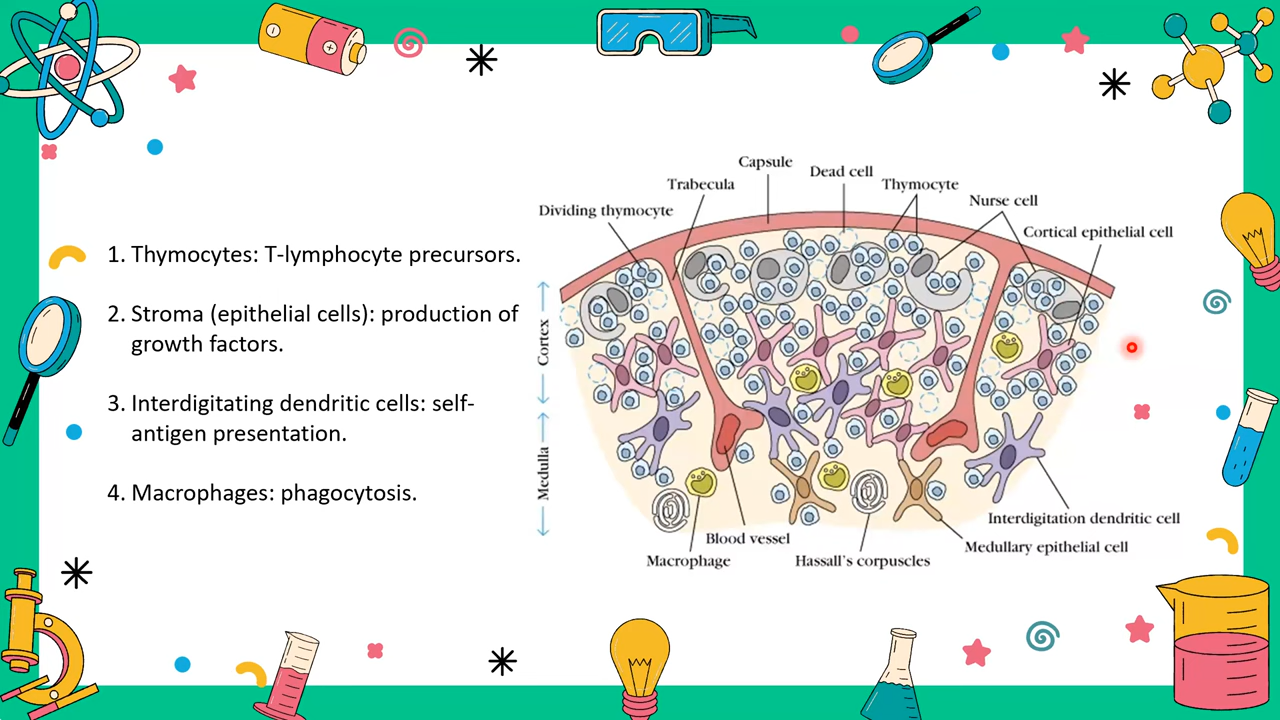 1. Thymocytes: T-lymphocyte precursors.
2. Stroma (epithelial cells): production of
growth factors.
3. Interdigitating dendritic cells: self-
antigen presentation.
4. Macrophages: phagocytosis.
Capsule
Dead cell
Trabecula
Thymocyte
Nurse cell
Dividing thymocyte
Cortical epithelial cell
Cortex
Medulla
Interdigitation dendritic cell
Blood vessel
Medullary epithelial cell
Macrophage
Hassall's corpuscles